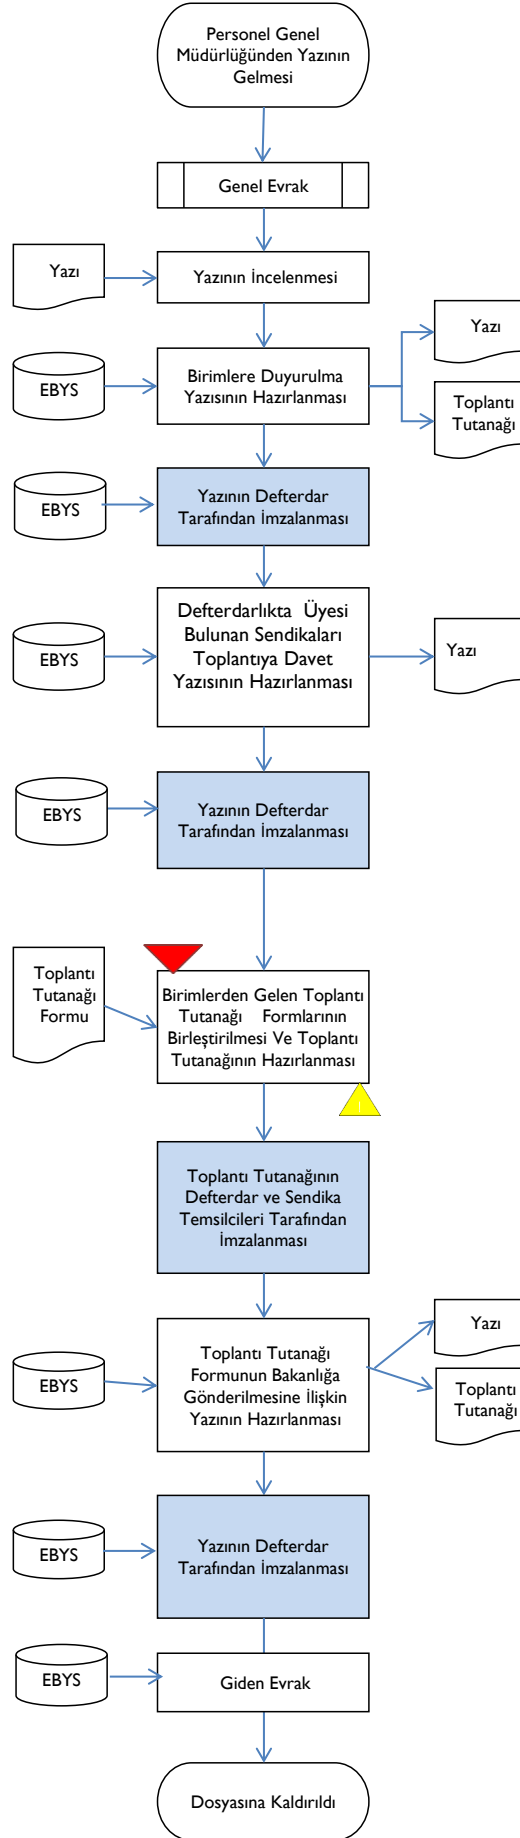 Personel Genel
Müdürlüğünden Yazının
Gelmesi
Genel Evrak
Yazı
Yazının İncelenmesi
Yazı
EBYS
Birimlere Duyurulma
Yazısının Hazırlanması
Toplantı
Tutanağı
EBYS
Yazının Defterdar
Tarafından İmzalanması
EBYS
Defterdarlıkta Üyesi
Bulunan Sendikaları
Toplantıya Davet
Yazısının Hazırlanması
Yazı
EBYS
Yazının Defterdar
Tarafından İmzalanması
Toplantı
Tutanağı
Formu
Birimlerden Gelen Toplantı
Tutanağı Formlarının
Birleştirilmesi Ve Toplantı
Tutanağının Hazırlanması
Toplantı Tutanağının
Defterdar ve Sendika
Temsilcileri Tarafından
İmzalanması
Yazı
EBYS
Toplantı Tutanağı
Formunun Bakanlığa
Gönderilmesine İlişkin
Yazının Hazırlanması
Toplantı
Tutanağı
EBYS
Yazının Defterdar
Tarafından İmzalanması
EBYS
Giden Evrak
Dosyasına Kaldırıldı